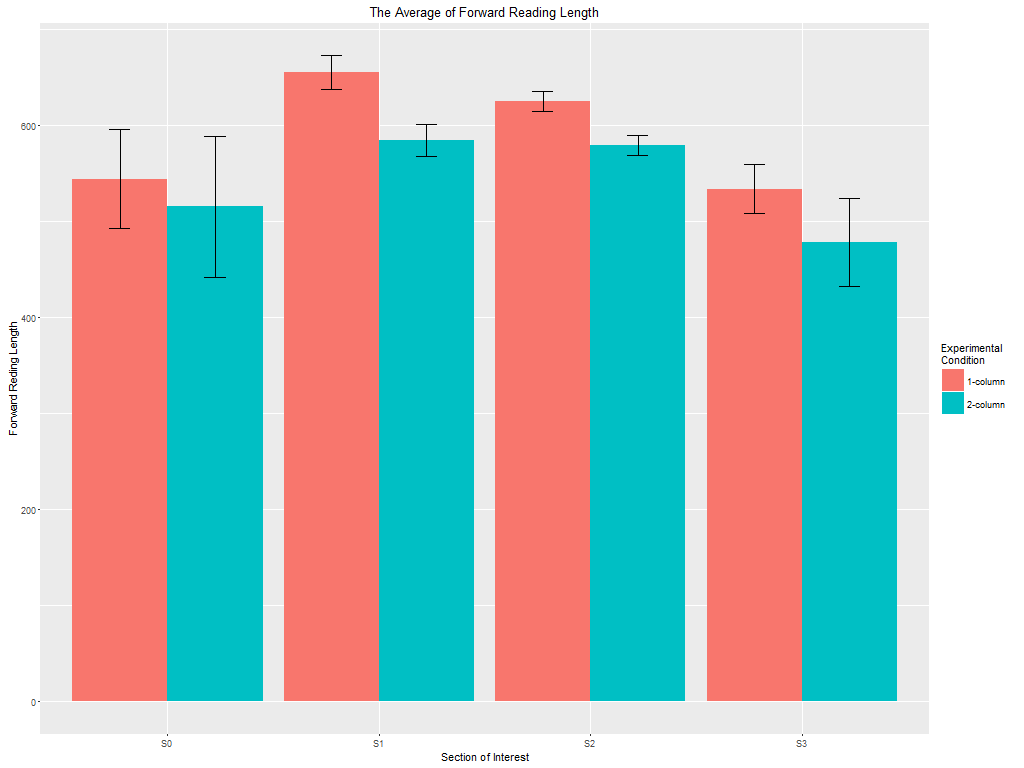 The Average of Forward Reading Length
Forward Reding Length
600
400
200
0
S0
S1
S2
S3
Section of Interest
Experimental
Condition
1-column
2-column